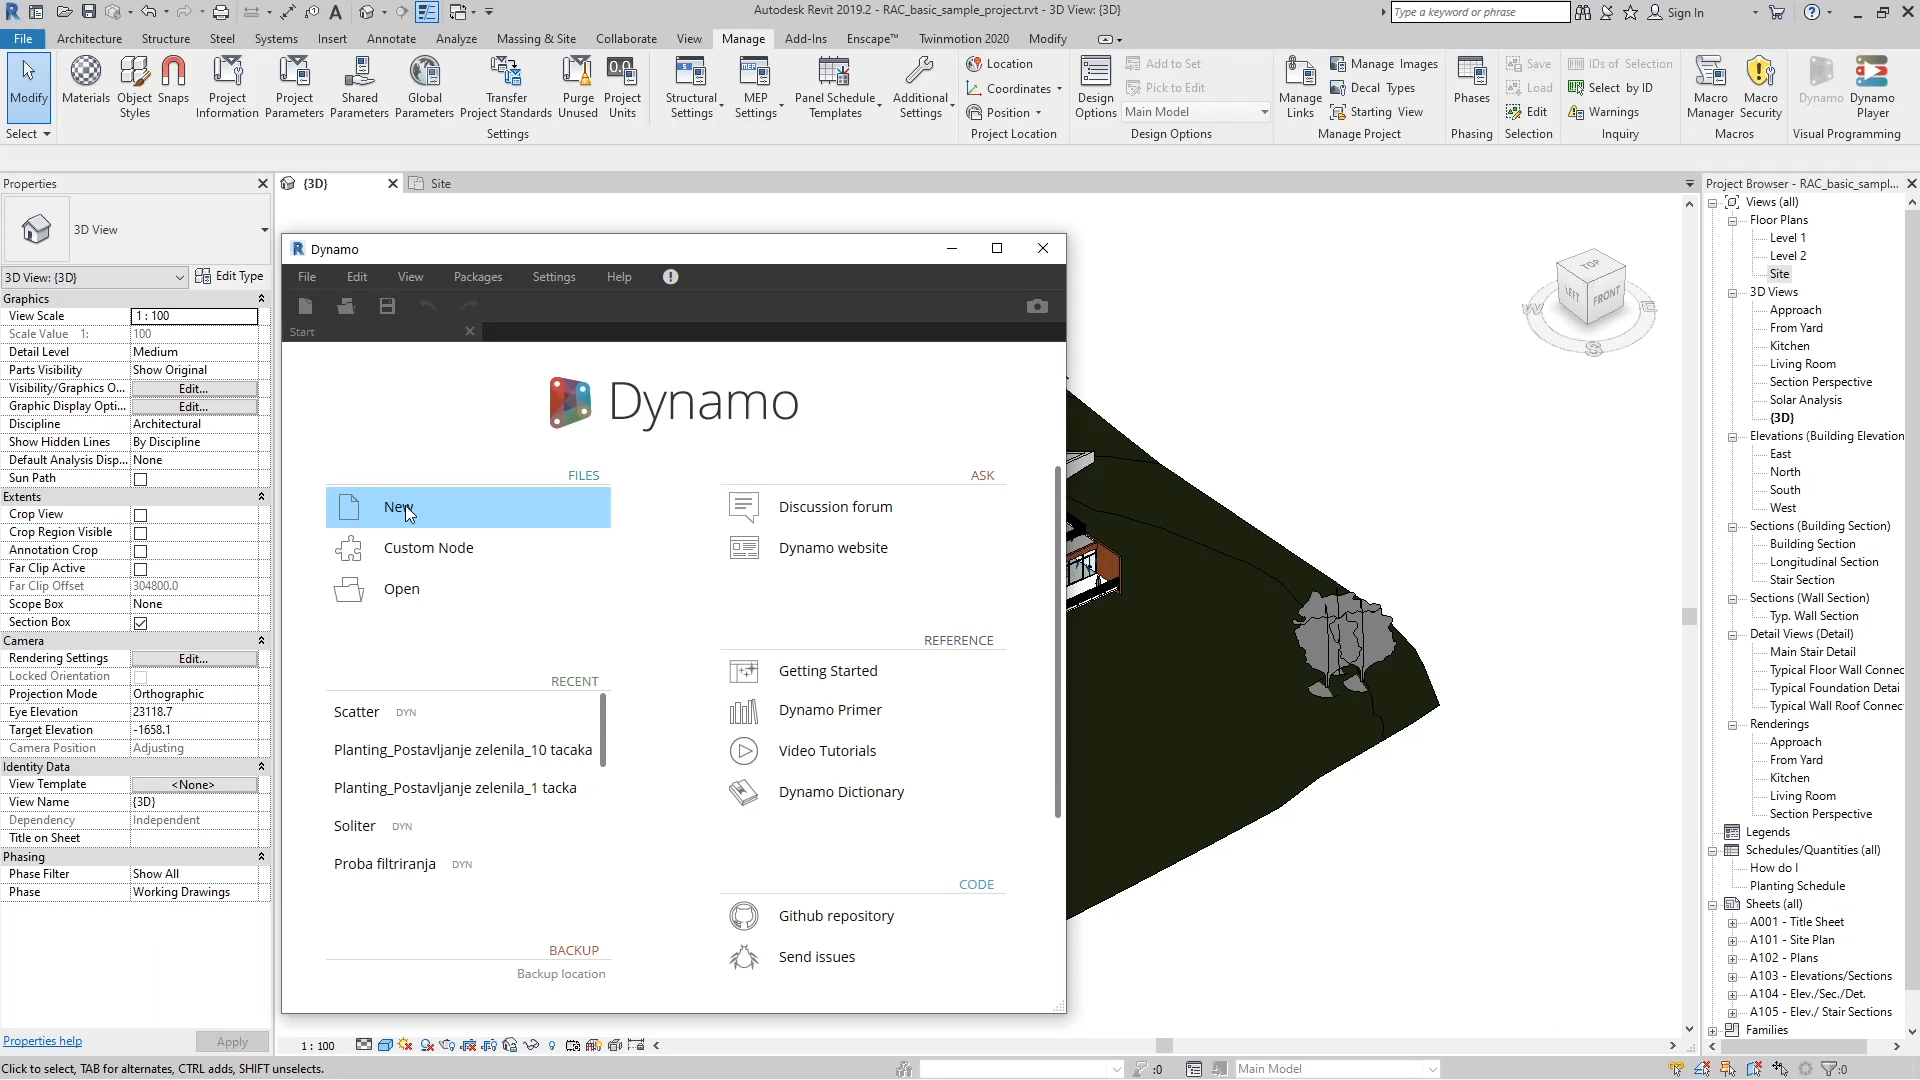 Autodesk Revit 2019.2 - RAC_basic_sample_project.rvt - 3D View: {3D}
Type a keyword or phrase
Sign In
File Architecture Structure Steel Systems Insert Annotate Analyze Massing & Site Collaborate View Manage Add-Ins Enscape™ Twinmotion 2020 Modify
Modify
Materials
Object Styles
Snaps
Project Information
Project Parameters
Shared Parameters
Global Parameters
Transfer Project Standards
Purge Unused
Project Units
Structural Settings
MEP Settings
Panel Schedule Templates
Additional Settings
Location
Coordinates
Position
Design Options
Add to Set
Pick to Edit
Main Model
Manage Links
Manage Images
Decal Types
Starting View
Phases
Save
Load
Edit
IDs of Selection
Select by ID
Warnings
Macro Manager
Macro Security
Dynamo
Dynamo Player
Select
Settings
Project Location
Design Options
Manage Project
Phasing
Selection
Inquiry
Macros
Visual Programming
Properties
3D View
3D View: {3D}
Edit Type
Graphics
View Scale 1 : 100
Scale Value 1: 100
Detail Level Medium
Parts Visibility Show Original
Visibility/Graphics O... Edit...
Graphic Display Opti... Edit...
Discipline Architectural
Show Hidden Lines By Discipline
Default Analysis Disp... None
Sun Path
Extents
Crop View
Crop Region Visible
Annotation Crop
Far Clip Active
Far Clip Offset 304800.0
Scope Box None
Section Box
Camera
Rendering Settings Edit...
Locked Orientation
Projection Mode Orthographic
Eye Elevation 23118.7
Target Elevation -1658.1
Camera Position Adjusting
Identity Data
View Template <None>
View Name {3D}
Dependency Independent
Title on Sheet
Phasing
Phase Filter Show All
Phase Working Drawings
Properties help
Apply
{3D}
Site
Dynamo
File Edit View Packages Settings Help
Start
Dynamo
FILES
New
Custom Node
Open
RECENT
Scatter DYN
Planting_Postavljanje zelenila_10 tacaka
Planting_Postavljanje zelenila_1 tacka
Soliter DYN
Proba filtriranja DYN
BACKUP
Backup location
ASK
Discussion forum
Dynamo website
REFERENCE
Getting Started
Dynamo Primer
Video Tutorials
Dynamo Dictionary
CODE
Github repository
Send issues
TOP
LEFT
FRONT
W
S
E
Project Browser - RAC_basic_sampl...
Views (all)
Floor Plans
Level 1
Level 2
Site
3D Views
Approach
From Yard
Kitchen
Living Room
Section Perspective
Solar Analysis
{3D}
Elevations (Building Elevation
East
North
South
West
Sections (Building Section)
Building Section
Longitudinal Section
Stair Section
Sections (Wall Section)
Typ. Wall Section
Detail Views (Detail)
Main Stair Detail
Typical Floor Wall Connec
Typical Foundation Detai
Typical Wall Roof Connec
Renderings
Approach
From Yard
Kitchen
Living Room
Section Perspective
Legends
Schedules/Quantities (all)
How do I
Planting Schedule
Sheets (all)
A001 - Title Sheet
A101 - Site Plan
A102 - Plans
A103 - Elevations/Sections
A104 - Elev./Sec./Det.
A105 - Elev./ Stair Sections
Families
1 : 100
Click to select, TAB for alternates, CTRL adds, SHIFT unselects.
:0
Main Model
:0